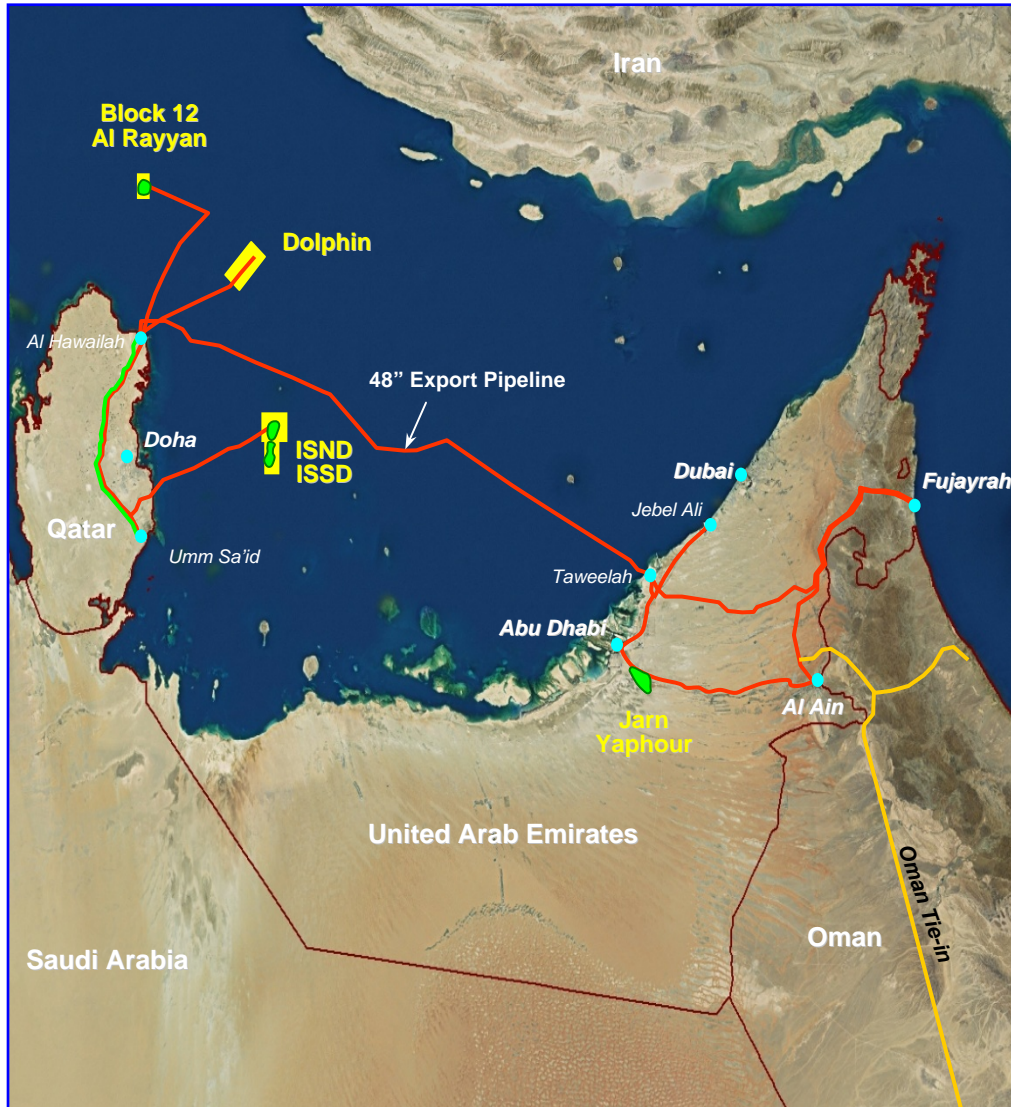 Iran
Block 12
Al Rayyan
Dolphin
Al Hawailah
48” Export Pipeline
Doha
ISND
ISSD
Dubai
Fujayrah
Jebel Ali
Qatar
Umm Sa’id
Taweelah
Abu Dhabi
Al Ain
Jarn
Yaphour
United Arab Emirates
Oman Tie-in
Oman
Saudi Arabia